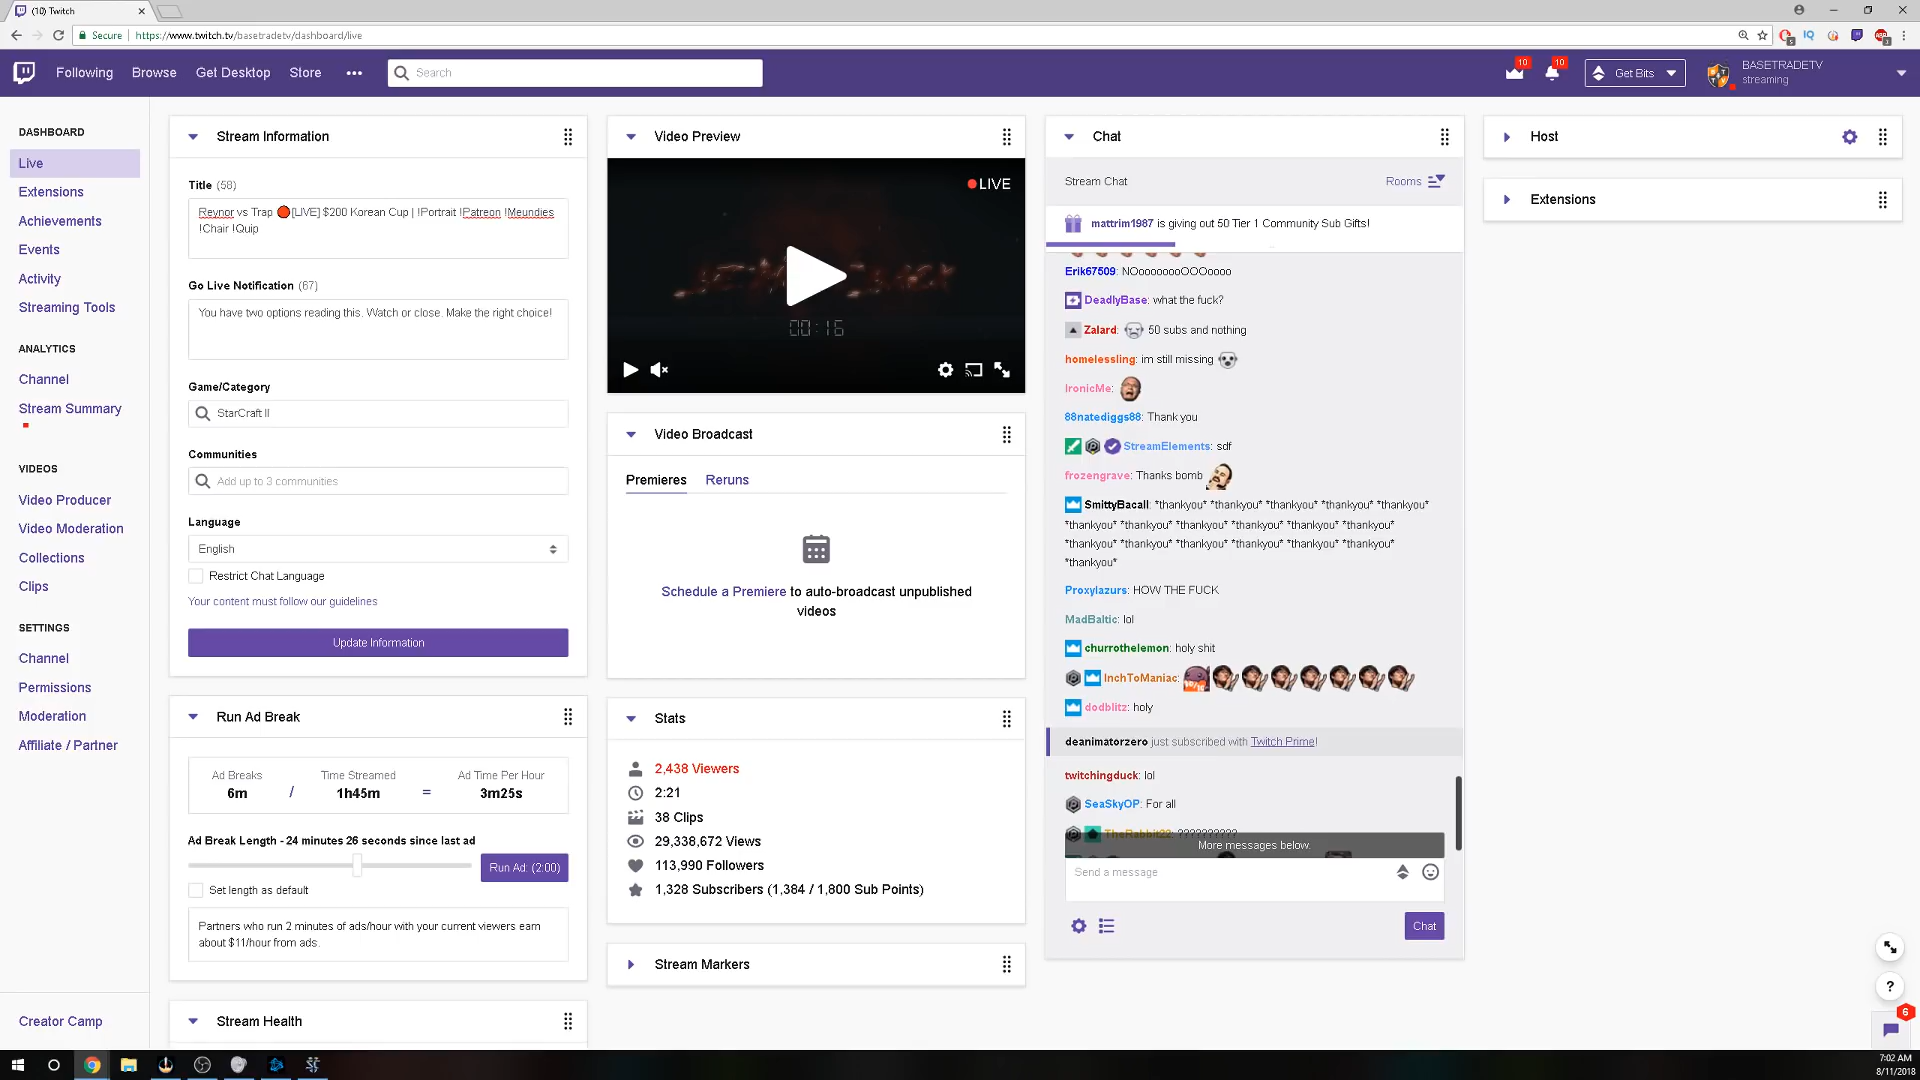 (10) Twitch
Secure
https://www.twitch.tv/basetradetv/dashboard/live
Following
Browse
Get Desktop
Store
Search
10
10
Get Bits
BASETRADETV
streaming
DASHBOARD
Live
Extensions
Achievements
Events
Activity
Streaming Tools
ANALYTICS
Channel
Stream Summary
VIDEOS
Video Producer
Video Moderation
Collections
Clips
SETTINGS
Channel
Permissions
Moderation
Affiliate / Partner
Creator Camp
Stream Information
Title (58)
Reynor vs Trap 🔴[LIVE] $200 Korean Cup | !Portrait !Patreon !Meundies
!Chair !Quip
Go Live Notification (67)
You have two options reading this. Watch or close. Make the right choice!
Game/Category
StarCraft II
Communities
Add up to 3 communities
Language
English
Restrict Chat Language
Your content must follow our guidelines
Update Information
Run Ad Break
Ad Breaks
6m
/
Time Streamed
1h45m
=
Ad Time Per Hour
3m25s
Ad Break Length - 24 minutes 26 seconds since last ad
Run Ad: (2:00)
Set length as default
Partners who run 2 minutes of ads/hour with your current viewers earn
about $11/hour from ads.
Stream Health
Video Preview
LIVE
00:16
Video Broadcast
Premieres
Reruns
Schedule a Premiere to auto-broadcast unpublished
videos
Stats
2,438 Viewers
2:21
38 Clips
29,338,672 Views
113,990 Followers
1,328 Subscribers (1,384 / 1,800 Sub Points)
Stream Markers
Chat
Stream Chat
Rooms
mattrim1987 is giving out 50 Tier 1 Community Sub Gifts!
Erik67509: NOooooooOOOoooo
DeadlyBase: what the fuck?
Zalard: 50 subs and nothing
homelessling: im still missing
IronicMe:
88natediggs88: Thank you
StreamElements: sdf
frozengrave: Thanks bomb
SmittyBacall: *thankyou* *thankyou* *thankyou* *thankyou* *thankyou*
*thankyou* *thankyou* *thankyou* *thankyou* *thankyou* *thankyou*
*thankyou* *thankyou* *thankyou* *thankyou* *thankyou* *thankyou*
*thankyou*
Proxylazurs: HOW THE FUCK
MadBaltic: lol
churrothelemon: holy shit
InchToManiac:
dodblitz: holy
deanimatorzero just subscribed with Twitch Prime!
twitchingduck: lol
SeaSkyOP: For all
TheRabbit22: ??????????
More messages below.
Send a message
Chat
Host
Extensions
?
6
7:02 AM
8/11/2018